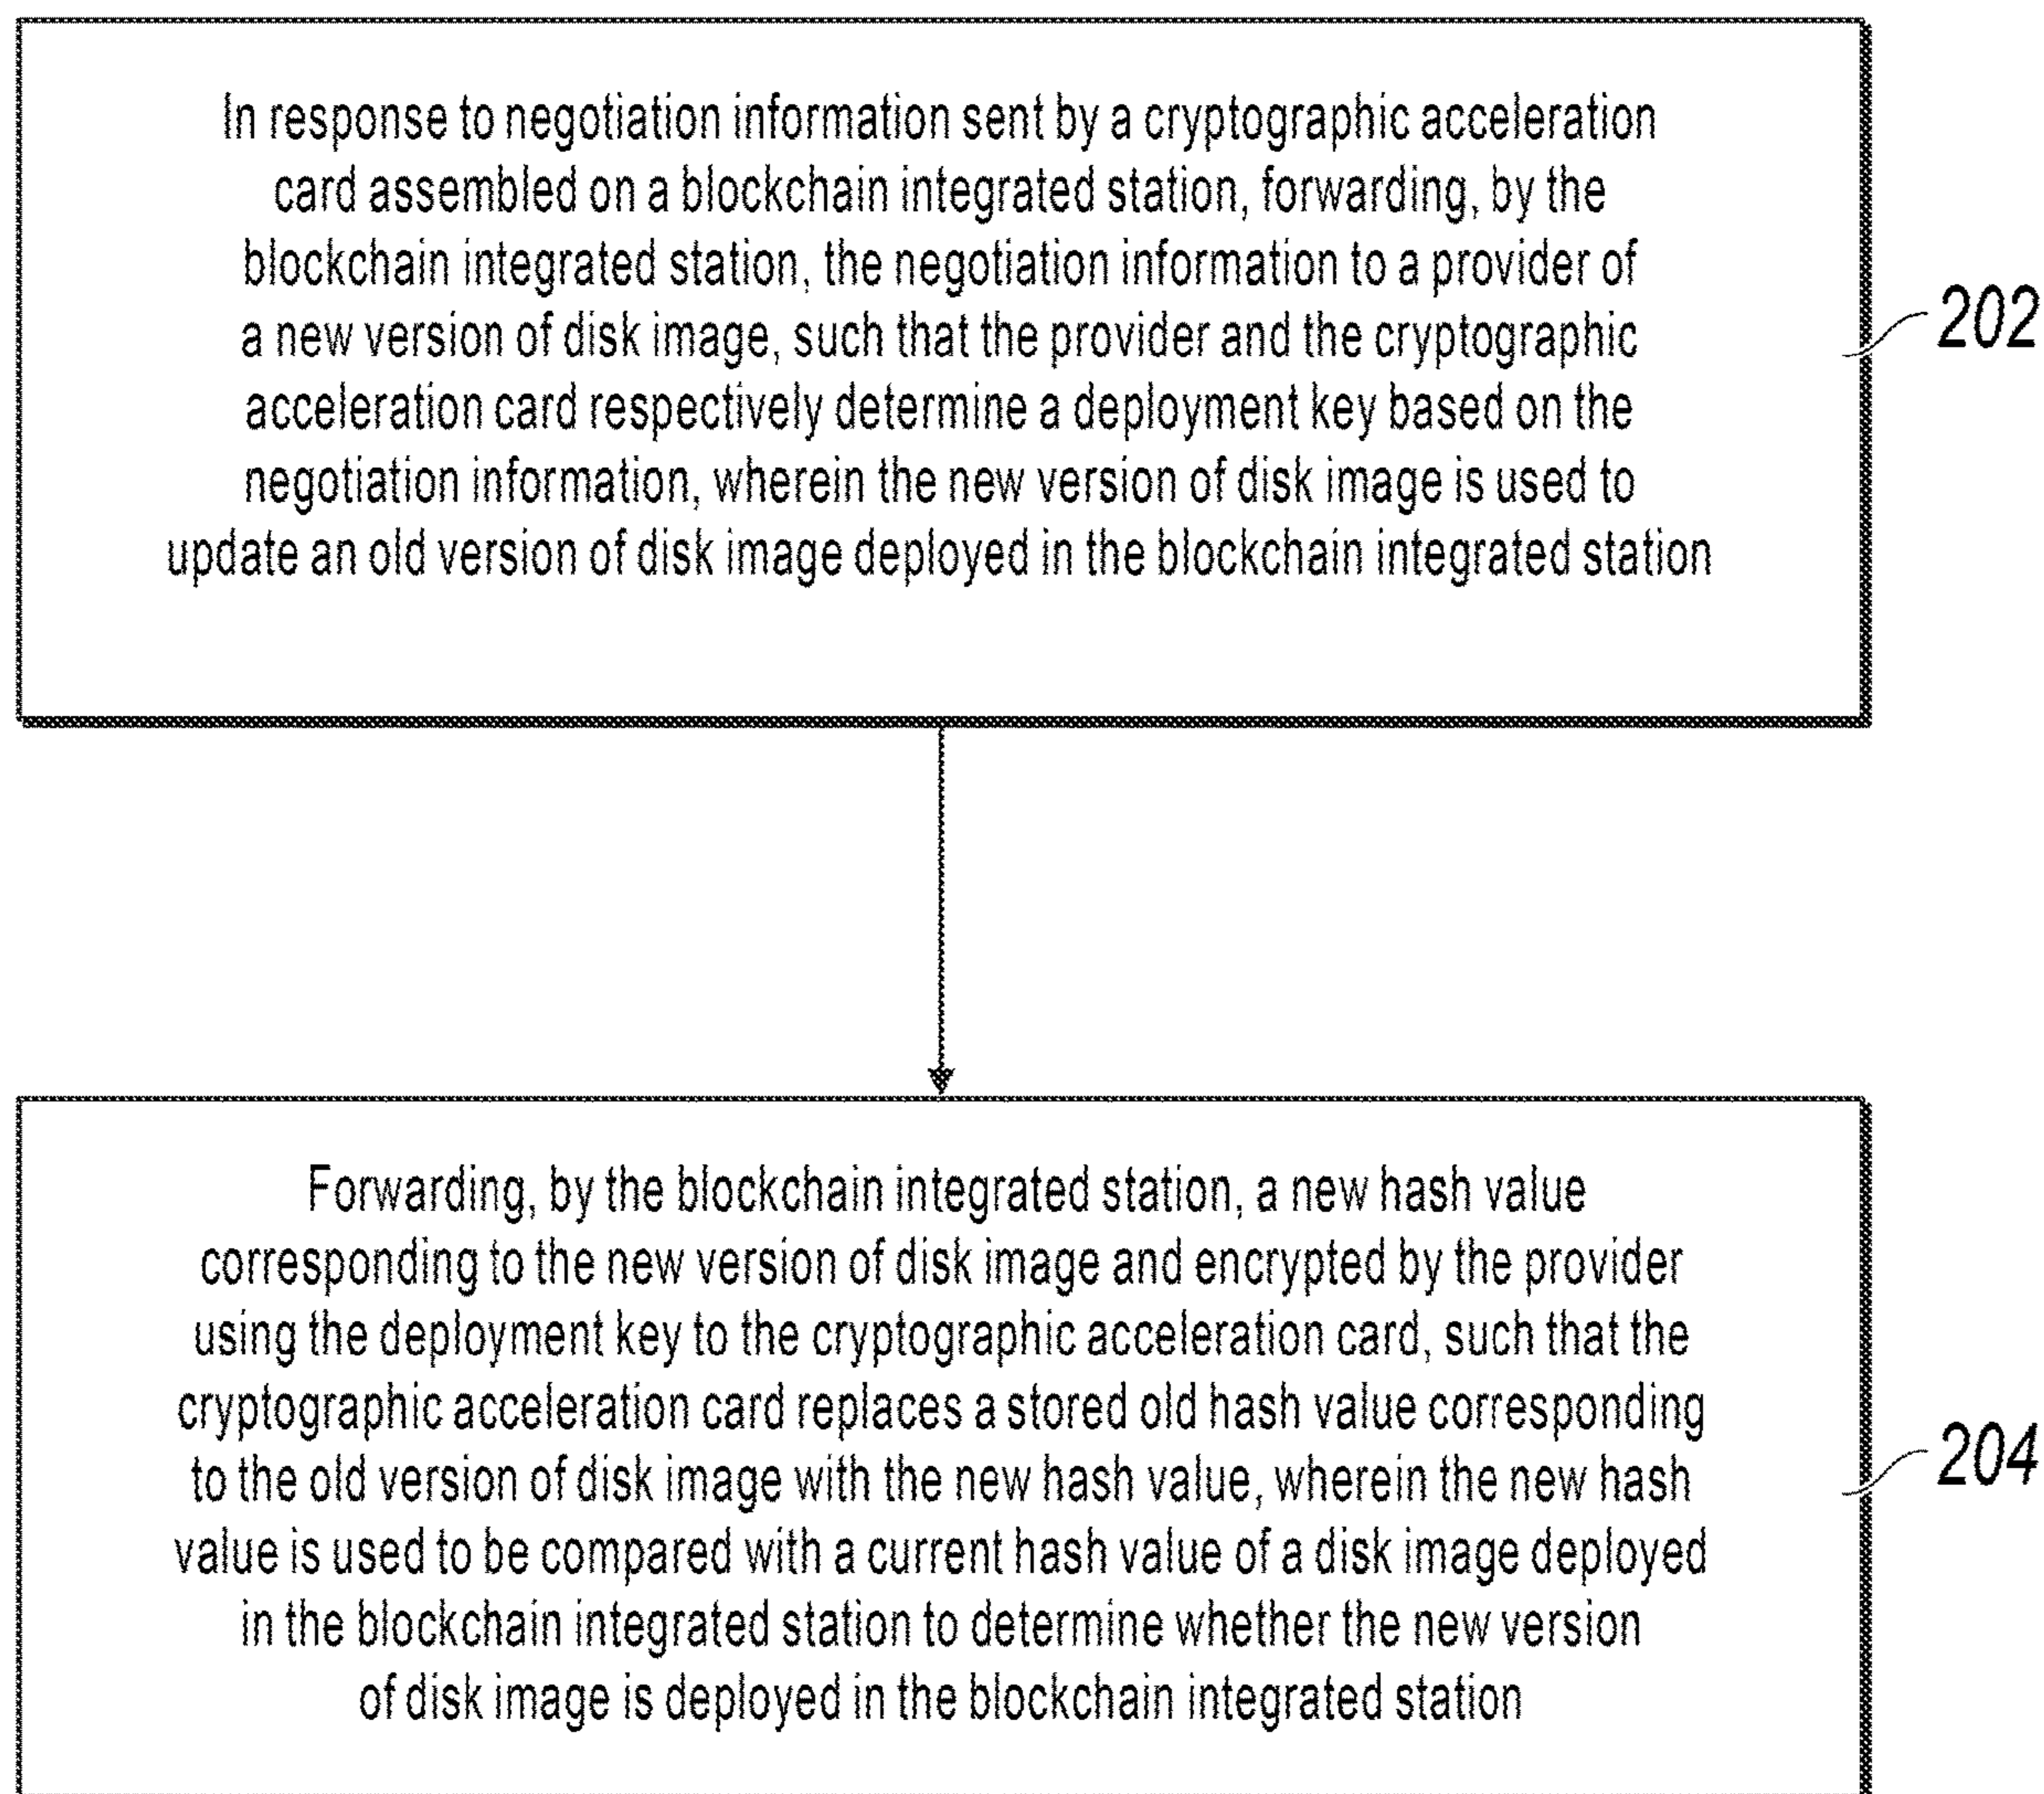 In response to negotiation information sent by a cryptographic acceleration
card assembled on a blockchain integrated station, forwarding, by the
blockchain integrated station, the negotiation information to a provider of
a new version of disk image, such that the provider and the cryptographic
acceleration card respectively determine a deployment key based on the
negotiation information, wherein the new version of disk image is used to
update an old version of disk image deployed in the blockchain integrated station
202
Forwarding, by the blockchain integrated station, a new hash value
corresponding to the new version of disk image and encrypted by the provider
using the deployment key to the cryptographic acceleration card, such that the
cryptographic acceleration card replaces a stored old hash value corresponding
to the old version of disk image with the new hash value, wherein the new hash
value is used to be compared with a current hash value of a disk image deployed
in the blockchain integrated station to determine whether the new version
of disk image is deployed in the blockchain integrated station
204